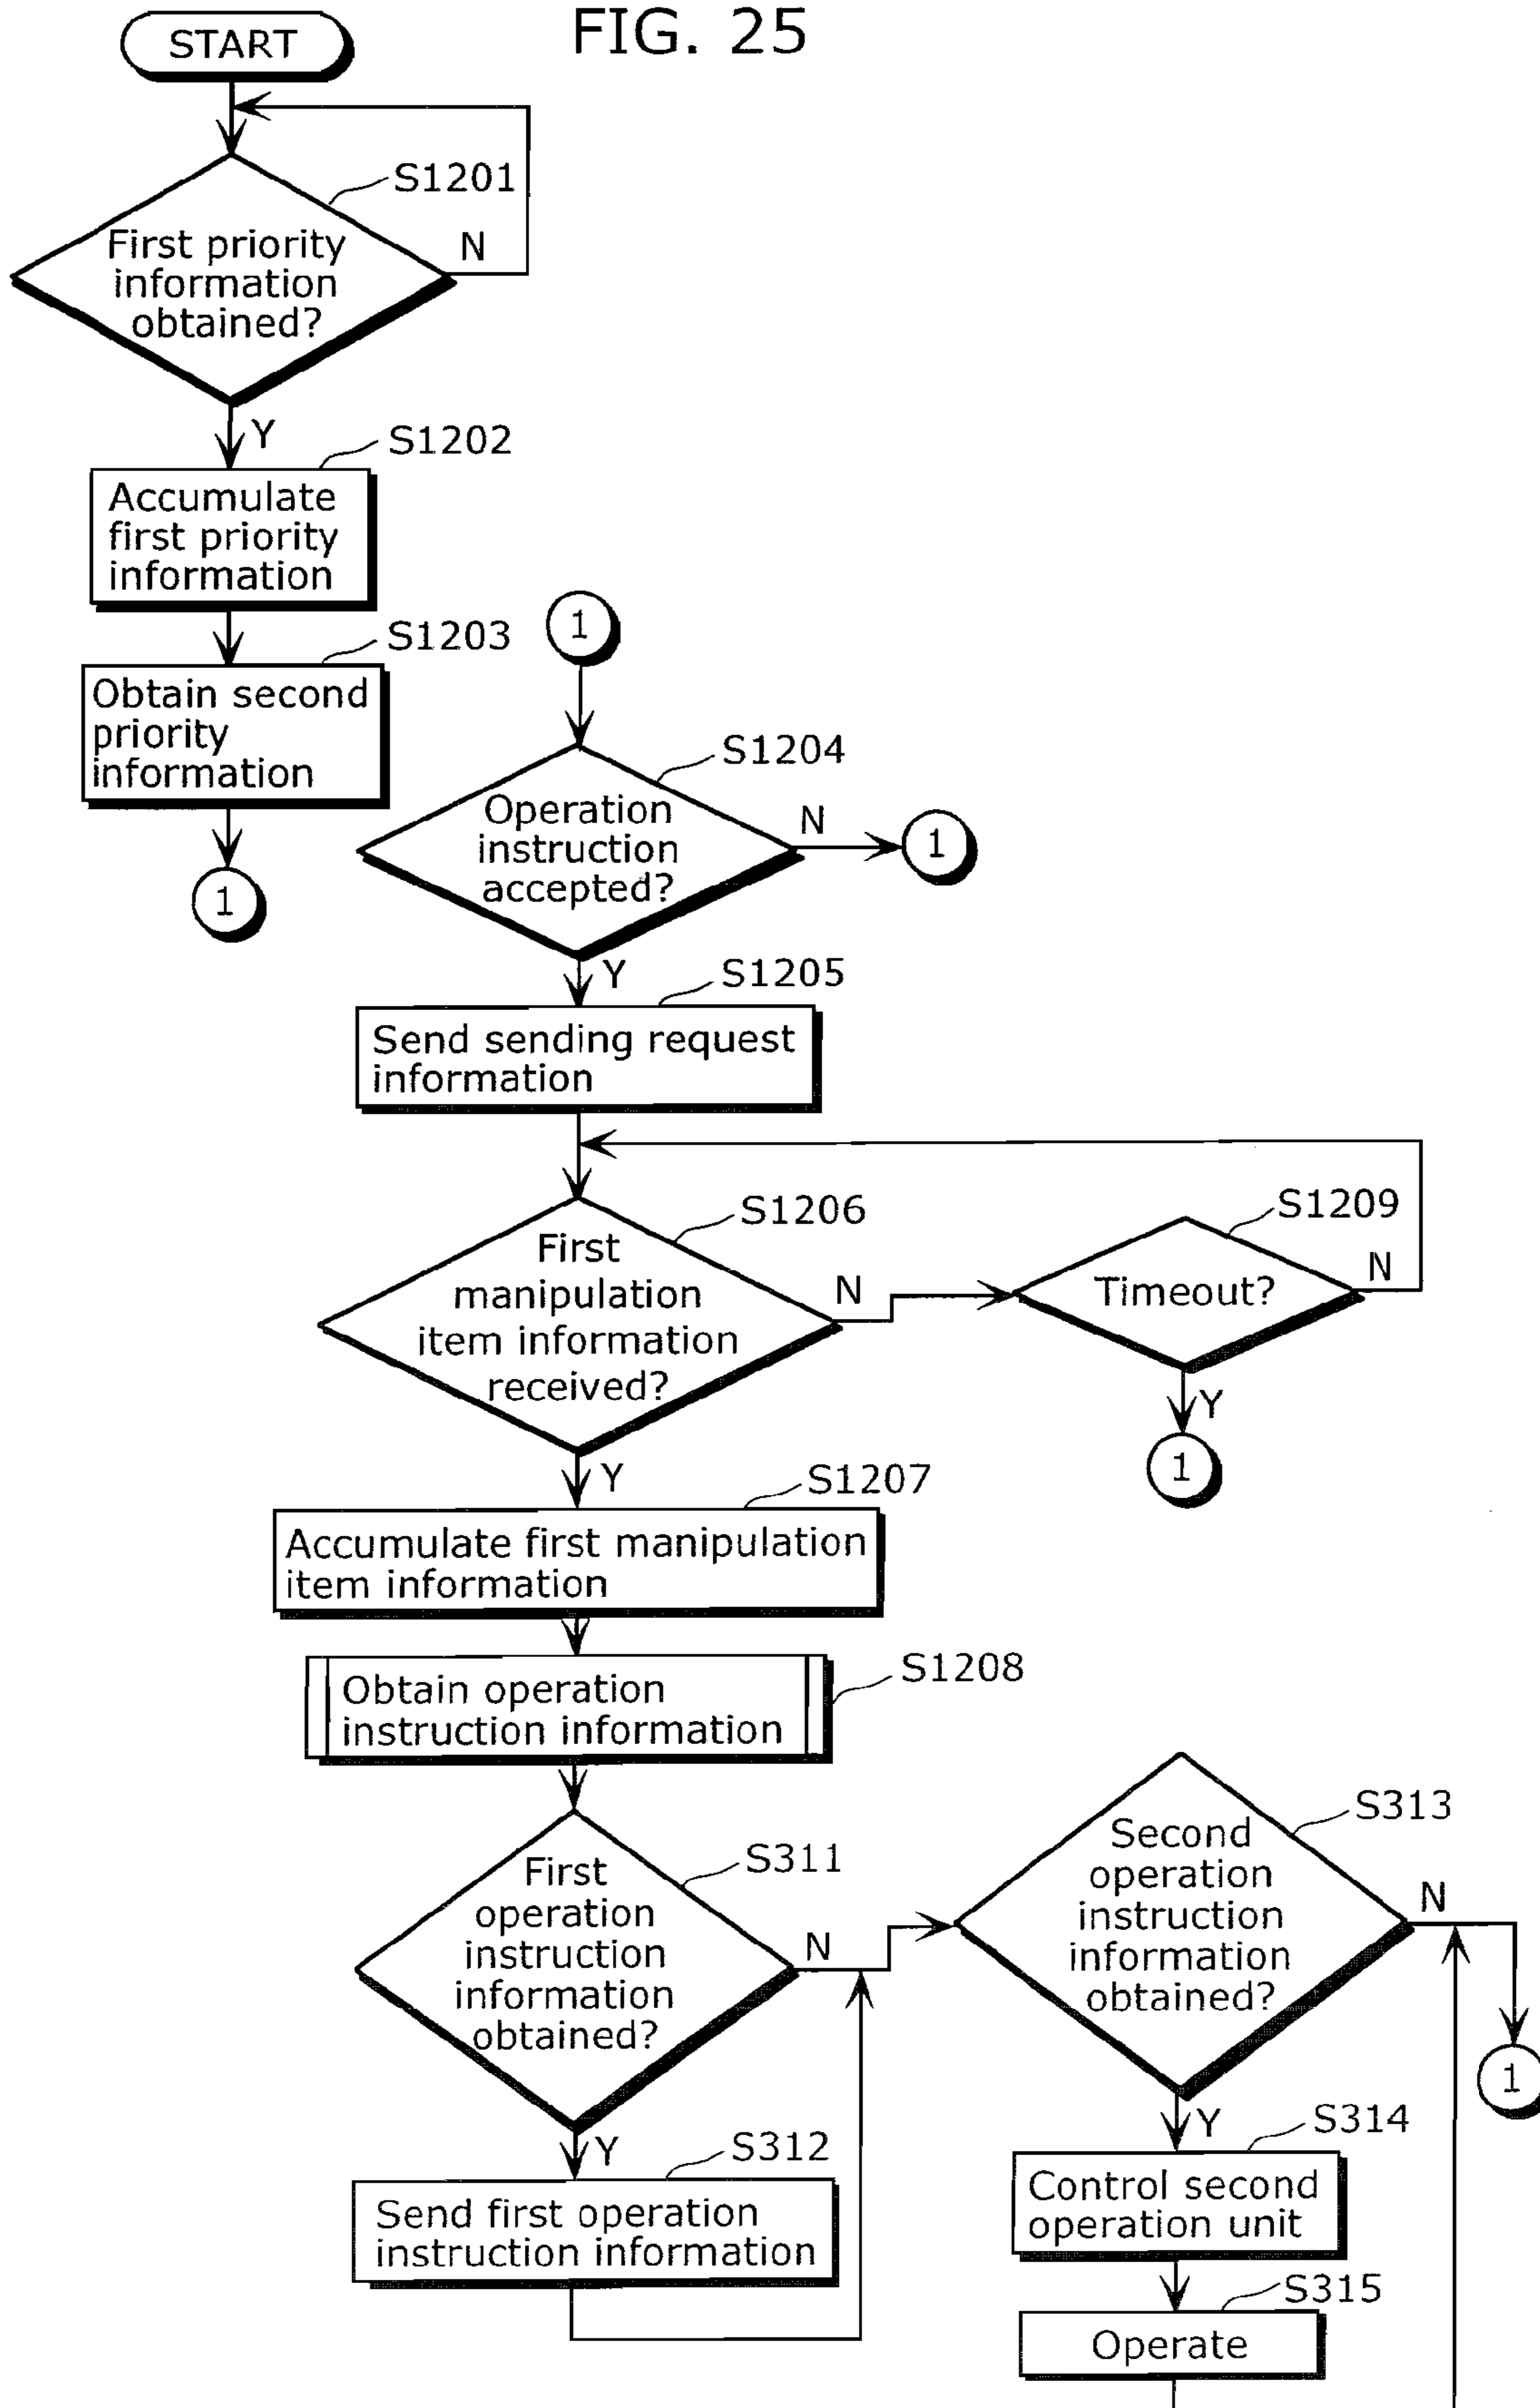 FIG. 25
START
S1201
First priority
information
obtained?
N
Y
S1202
Accumulate
first priority
information
S1203
Obtain second
priority
information
1
1
S1204
Operation
instruction
accepted?
N
1
Y
S1205
Send sending request
information
S1206
First
manipulation
item information
received?
N
S1209
Timeout?
N
Y
1
Y
S1207
Accumulate first manipulation
item information
S1208
Obtain operation
instruction information
S311
First
operation
instruction
information
obtained?
N
Y
S312
Send first operation
instruction information
S313
Second
operation
instruction
information
obtained?
N
1
Y
S314
Control second
operation unit
S315
Operate